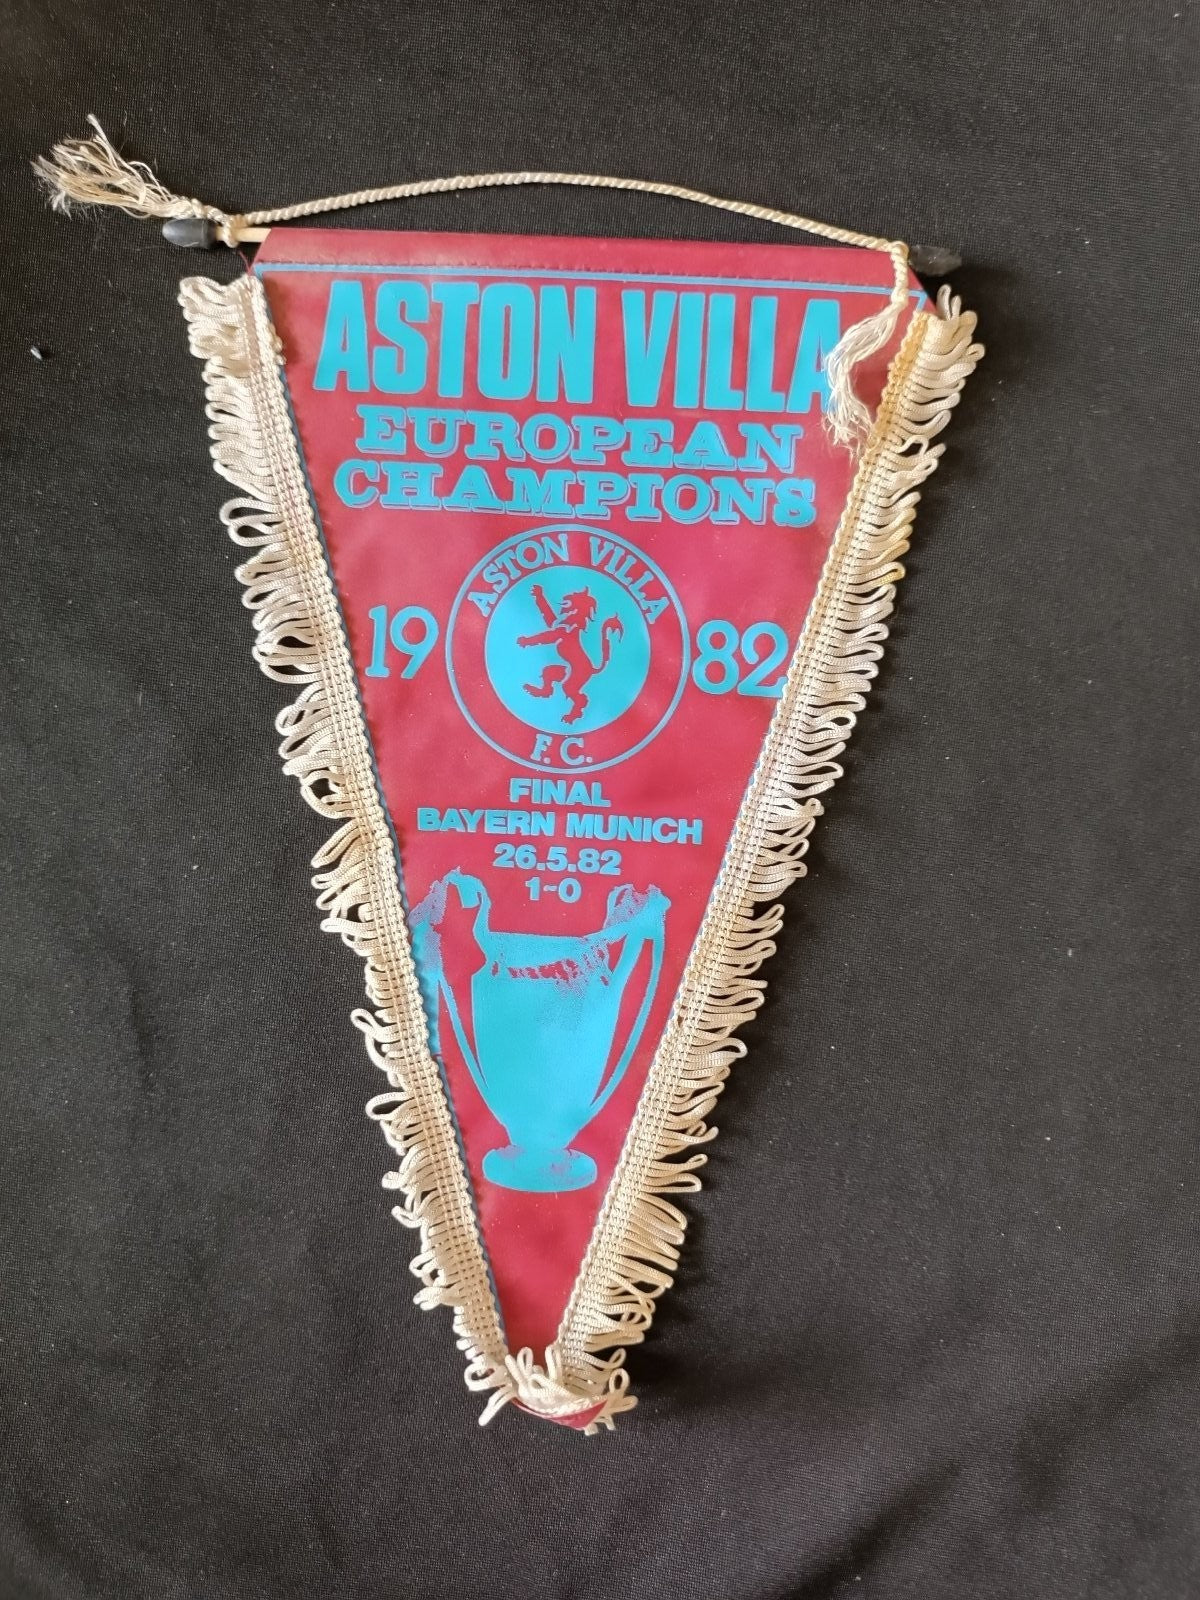 ASTON VILLA
EUROPEAN
CHAMPIONS
ASTON VILLA
19 82
F.C.
FINAL
BAYERN MUNICH
26.5.82
1~0